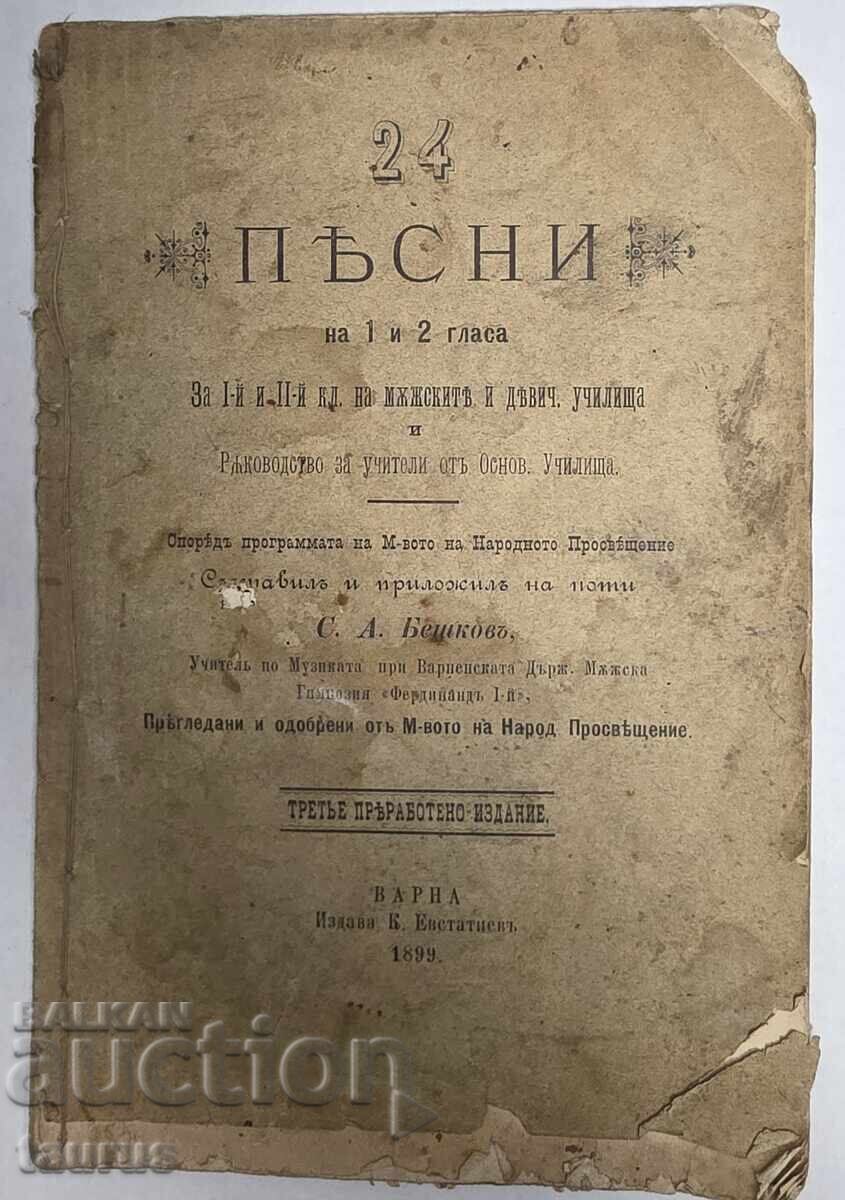 24
ПѢСНИ
на 1 и 2 гласа
За I-й и II-й кл. на мѫжскитѣ и дѣвич. училища
и
Рѫководство за учители отъ Основ. Училища.
Споредъ программата на М-вото на Народното Просвѣщение
Съставилъ и приложилъ на ноти
С. А. Бешковъ,
Учитель по Музиката при Варненската Държ. Мѫжска
Гимназия «Фердинандъ I-й»,
Прѣгледани и одобрени отъ М-вото на Народ Просвѣщение.
ТРЕТЬЕ ПРѢРАБОТЕНО-ИЗДАНИЕ.
ВАРНА
Издава К. Евстатиевъ
1899.
BALKAN
auction
taurus